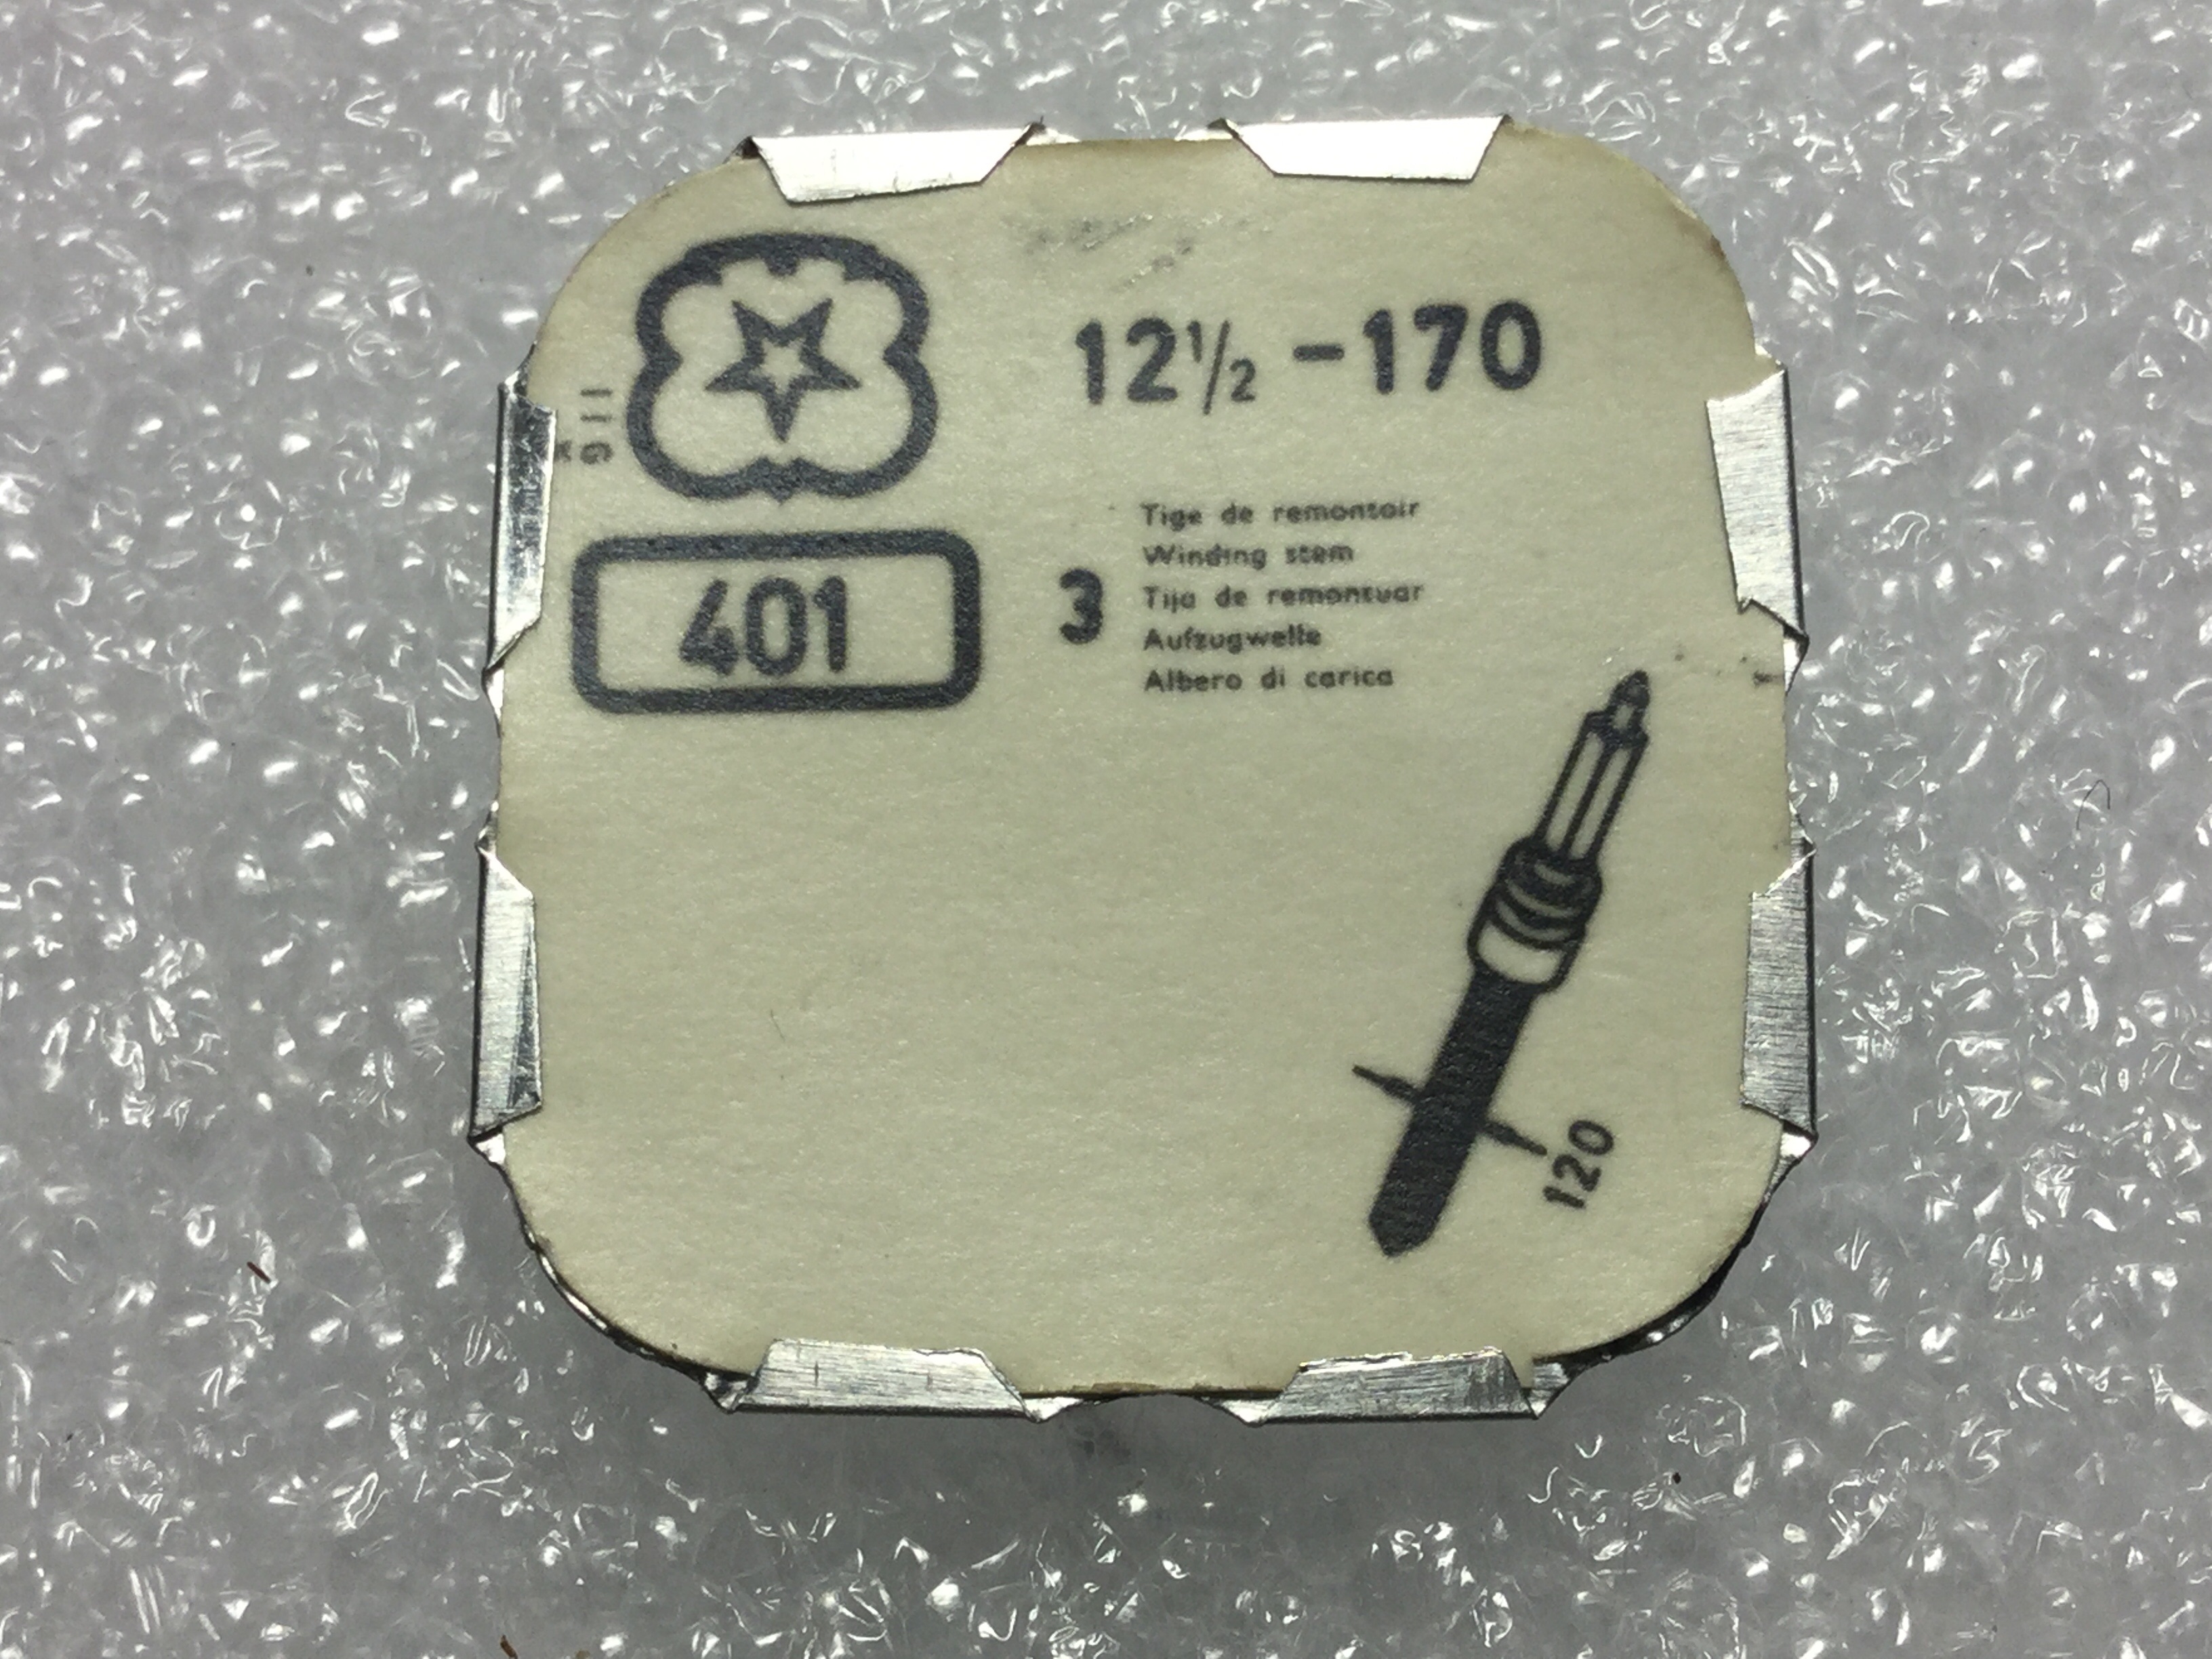 12½ - 170
401
3
Tige de remontoir
Winding stem
Tija de remontuar
Aufzugwelle
Albero di carica
120